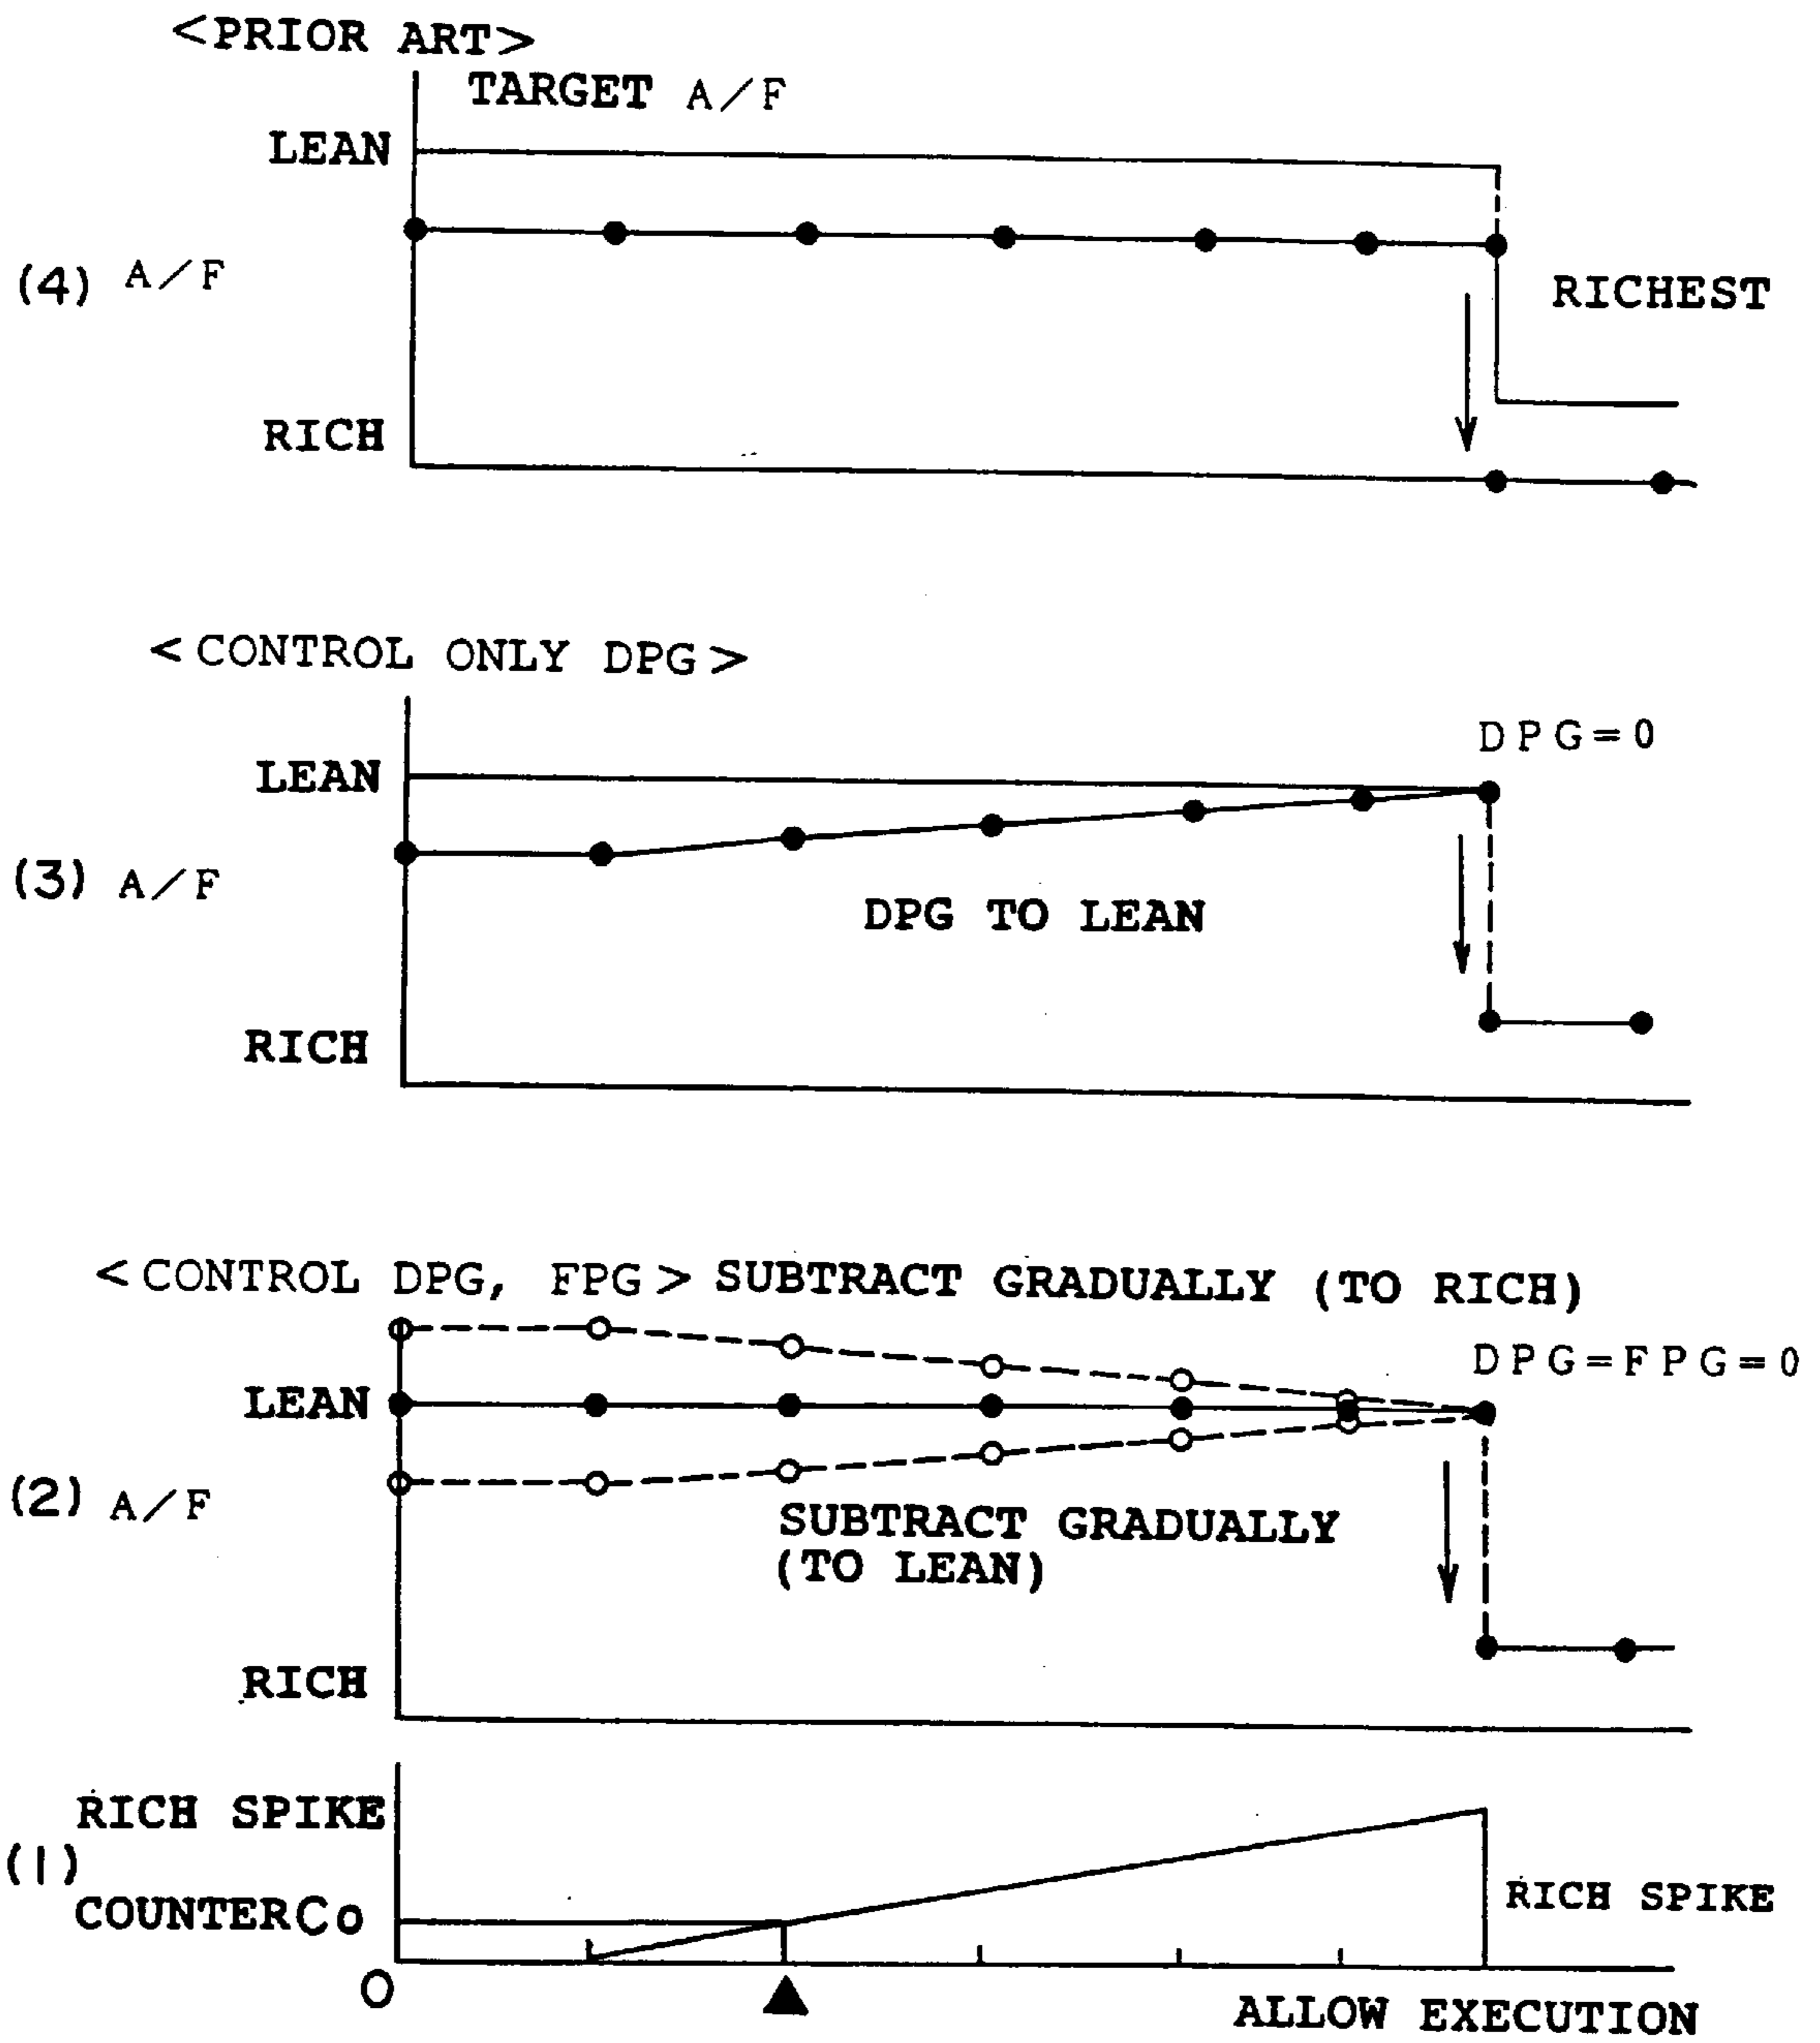 <PRIOR ART>
TARGET A/F
LEAN
(4) A/F
RICHEST
RICH
<CONTROL ONLY DPG>
DPG=0
LEAN
(3) A/F
DPG TO LEAN
RICH
<CONTROL DPG, FPG> SUBTRACT GRADUALLY (TO RICH)
DPG=FPG=0
LEAN
(2) A/F
SUBTRACT GRADUALLY
(TO LEAN)
RICH
RICH SPIKE
(1)
RICH SPIKE
COUNTER Co
O
ALLOW EXECUTION